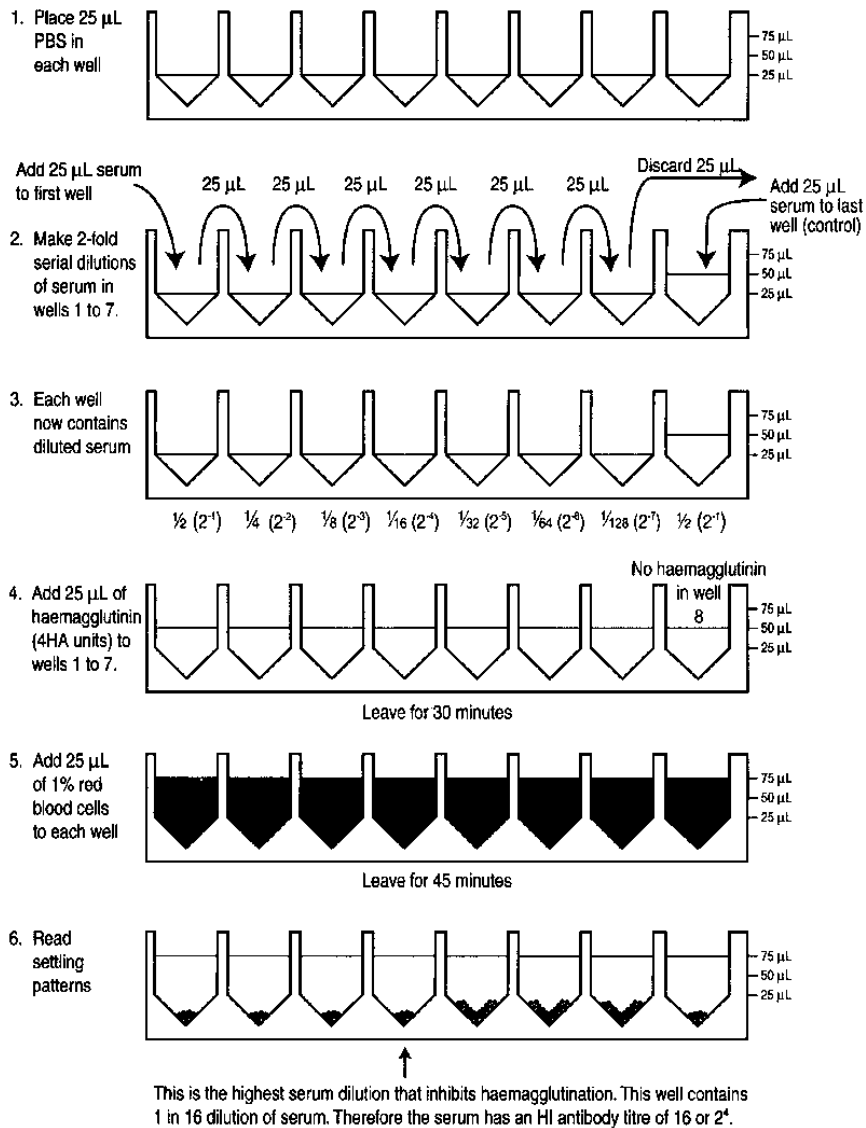 1. Place 25 µL
PBS in
each well
75 µL
50 µL
25 µL
Add 25 µL serum
to first well
25 µL 25 µL 25 µL 25 µL 25 µL 25 µL
Discard 25 µL
Add 25 µL
serum to last
well (control)
2. Make 2-fold
serial dilutions
of serum in
wells 1 to 7.
75 µL
50 µL
25 µL
3. Each well
now contains
diluted serum
75 µL
50 µL
25 µL
½ (2⁻¹) ¼ (2⁻²) ⅛ (2⁻³) ¹⁄₁₆ (2⁻⁴) ¹⁄₃₂ (2⁻⁵) ¹⁄₆₄ (2⁻⁶) ¹⁄₁₂₈ (2⁻⁷) ½ (2⁻¹)
4. Add 25 µL of
haemagglutinin
(4HA units) to
wells 1 to 7.
No haemagglutinin
in well
8
75 µL
50 µL
25 µL
Leave for 30 minutes
5. Add 25 µL
of 1% red
blood cells
to each well
75 µL
50 µL
25 µL
Leave for 45 minutes
6. Read
settling
patterns
75 µL
50 µL
25 µL
This is the highest serum dilution that inhibits haemagglutination. This well contains
1 in 16 dilution of serum. Therefore the serum has an HI antibody titre of 16 or 2⁴.